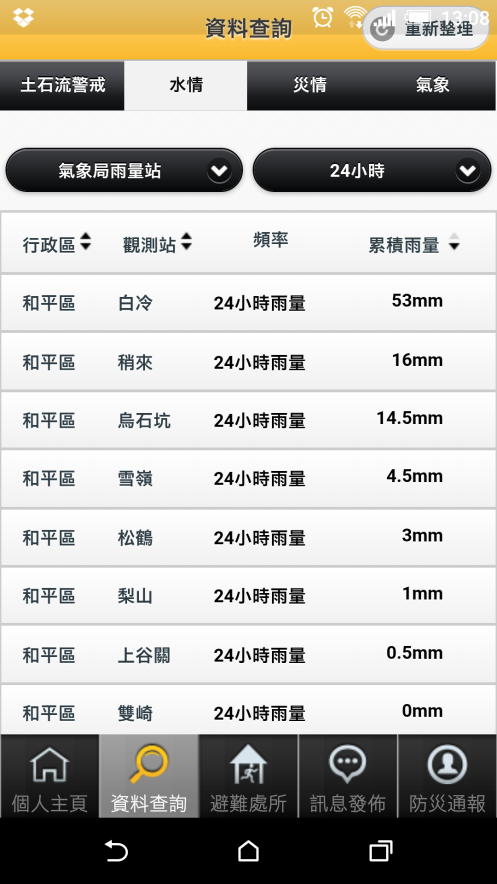 13:08
資料查詢
重新整理
土石流警戒 水情 災情 氣象
氣象局雨量站 24小時
行政區 觀測站 頻率 累積雨量
和平區 白冷 24小時雨量 53mm
和平區 稍來 24小時雨量 16mm
和平區 烏石坑 24小時雨量 14.5mm
和平區 雪嶺 24小時雨量 4.5mm
和平區 松鶴 24小時雨量 3mm
和平區 梨山 24小時雨量 1mm
和平區 上谷關 24小時雨量 0.5mm
和平區 雙崎 24小時雨量 0mm
個人主頁 資料查詢 避難處所 訊息發佈 防災通報